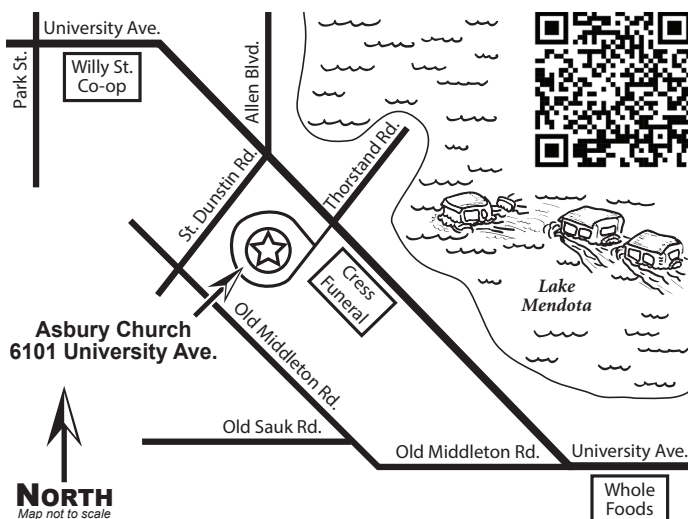 University Ave.
Park St.
Willy St.
Co-op
Allen Blvd.
St. Dunstin Rd.
Thorstand Rd.
Cress
Funeral
Lake
Mendota
Asbury Church
6101 University Ave.
Old Middleton Rd.
Old Sauk Rd.
Old Middleton Rd.
University Ave.
Whole
Foods
NORTH
Map not to scale